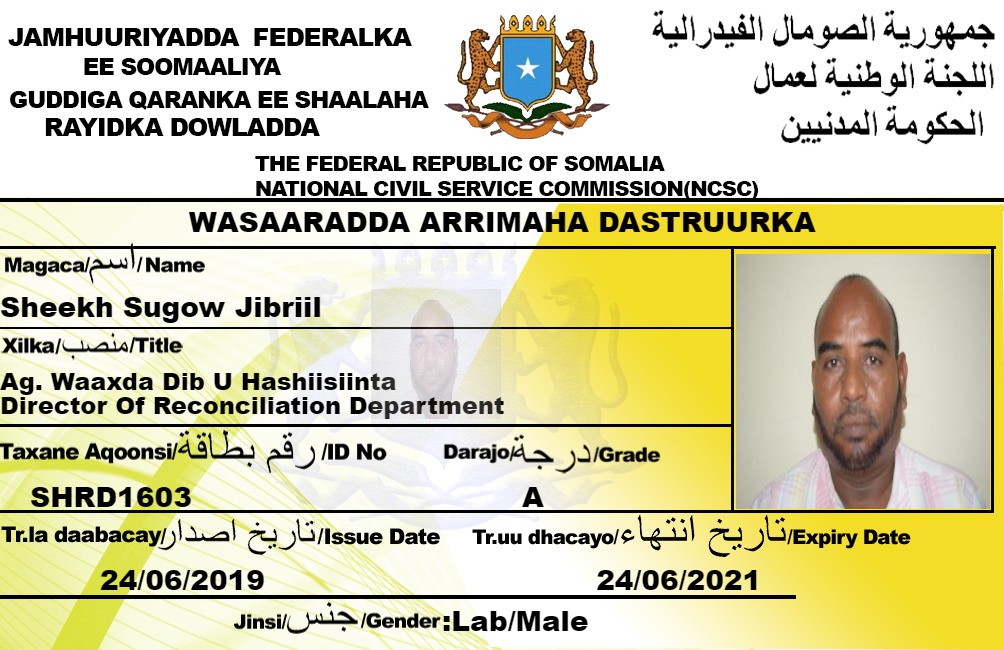 JAMHUURIYADDA FEDERALKA
EE SOOMAALIYA
GUDDIGA QARANKA EE SHAALAHA
RAYIDKA DOWLADDA
جمهورية الصومال الفيدرالية
اللجنة الوطنية لعمال
الحكومة المدنيين
THE FEDERAL REPUBLIC OF SOMALIA
NATIONAL CIVIL SERVICE COMMISSION(NCSC)
WASAARADDA ARRIMAHA DASTRUURKA
Magaca/اسم/Name
Sheekh Sugow Jibriil
Xilka/منصب/Title
Ag. Waaxda Dib U Hashiisiinta
Director Of Reconciliation Department
Taxane Aqoonsi/رقم بطاقة/ID No
Darajo/درجة/Grade
SHRD1603
A
Tr.la daabacay/تاريخ اصدار/Issue Date
Tr.uu dhacayo/تاريخ انتهاء/Expiry Date
24/06/2019
24/06/2021
Jinsi/جنس/Gender:Lab/Male